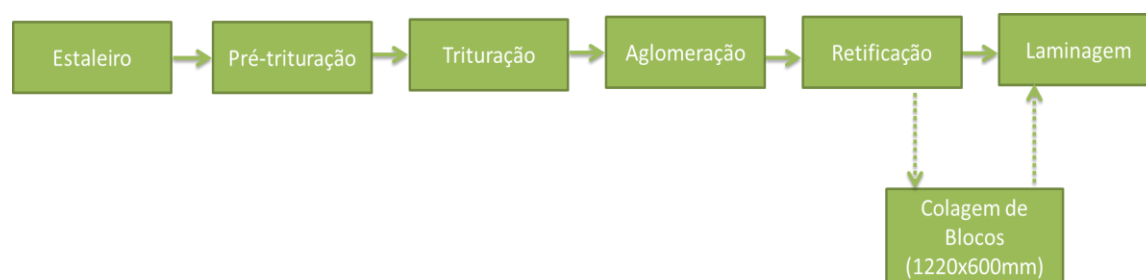 Estaleiro
Pré-trituração
Trituração
Aglomeração
Retificação
Laminagem
Colagem de
Blocos
(1220x600mm)